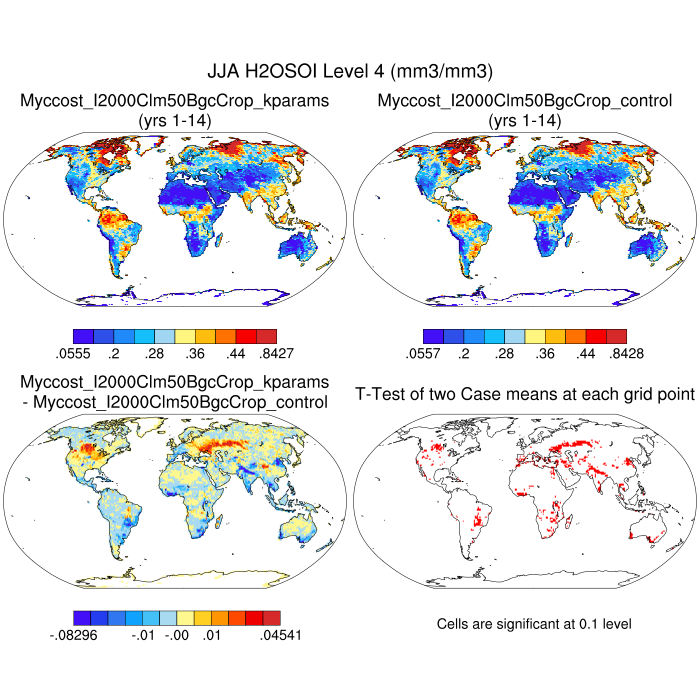 JJA H2OSOI Level 4 (mm3/mm3)
Myccost_I2000Clm50BgcCrop_kparams
(yrs 1-14)
Myccost_I2000Clm50BgcCrop_control
(yrs 1-14)
.0555 .2 .28 .36 .44 .8427
.0557 .2 .28 .36 .44 .8428
Myccost_I2000Clm50BgcCrop_kparams
- Myccost_I2000Clm50BgcCrop_control
T-Test of two Case means at each grid point
-.08296 -.01 -.00 .01 .04541
Cells are significant at 0.1 level